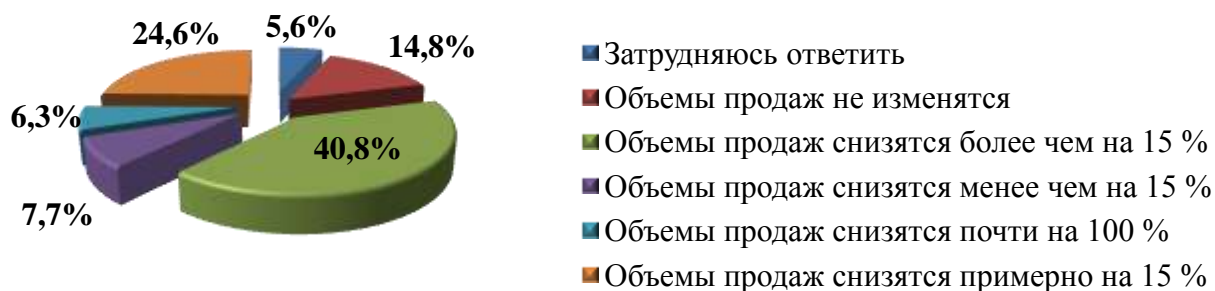 24,6%
5,6%
14,8%
6,3%
40,8%
7,7%
Затрудняюсь ответить
Объемы продаж не изменятся
Объемы продаж снизятся более чем на 15 %
Объемы продаж снизятся менее чем на 15 %
Объемы продаж снизятся почти на 100 %
Объемы продаж снизятся примерно на 15 %